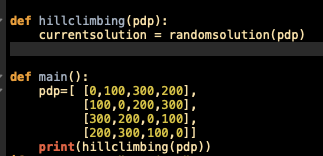 def hillclimbing(pdp):
    currentsolution = randomsolution(pdp)
def main():
    pdp=[ [0,100,300,200],
          [100,0,200,300],
          [300,200,0,100],
          [200,300,100,0]]
    print(hillclimbing(pdp))